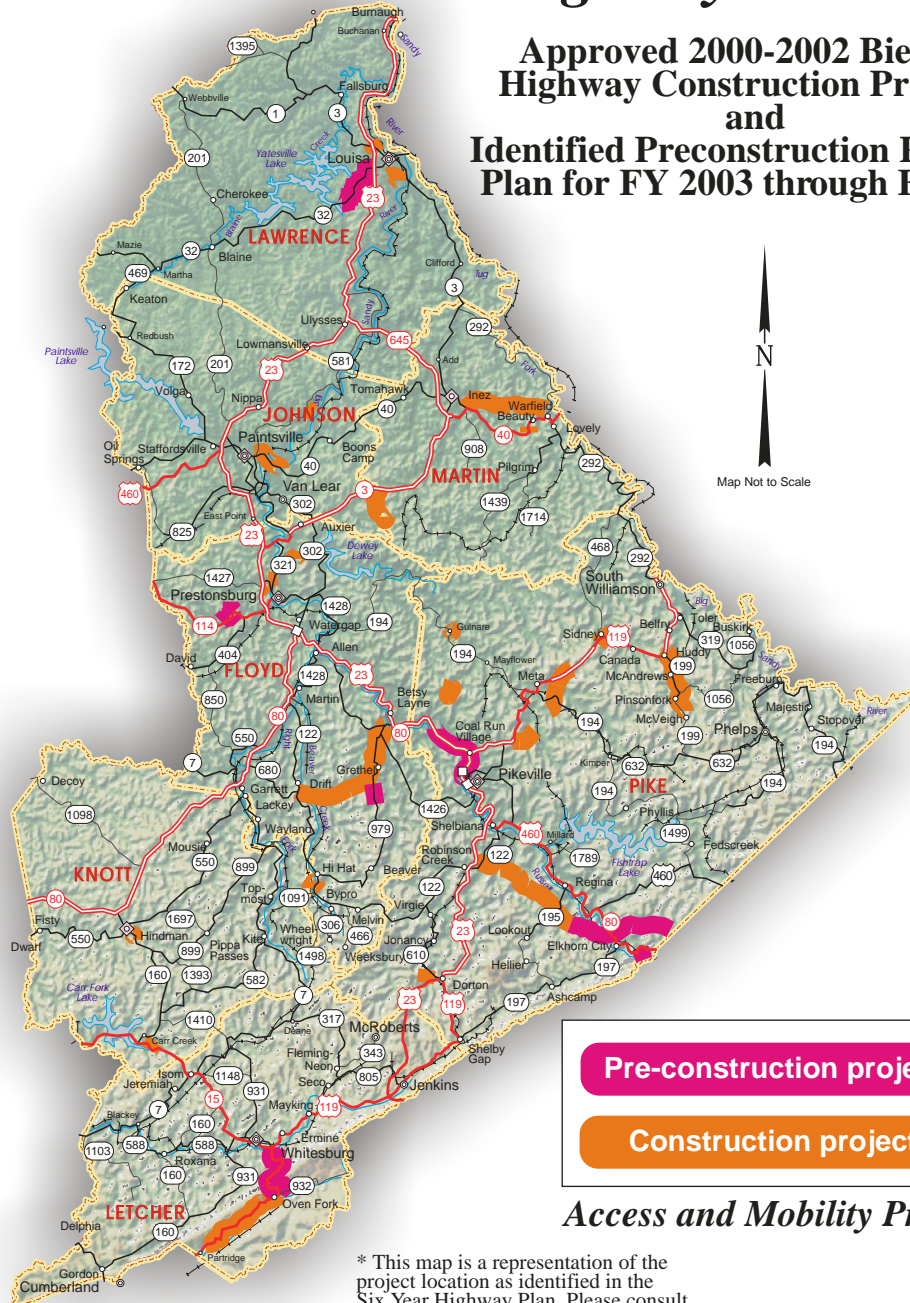 Approved 2000-2002 Bie
Highway Construction Pr
and
Identified Preconstruction
Plan for FY 2003 through
Burnaugh
Buchanan
Sandy
1395
Fallsburg
Webbville
1
3
River
Creek
Yatesville
Lake
Louisa
201
23
Cherokee
32
River
Blaine
LAWRENCE
Mazie
32
Blaine
Clifford
Tug
469
Martha
3
Keaton
292
Sandy
Ulysses
N
Redbush
Lowmansville
645
Paintsville
Lake
Add
Fork
172
201
23
581
Volga
Tomahawk
Inez
Nippa
JOHNSON
40
Warfield
Beauty
Tug
Lovely
Oil
Springs
Staffordsville
Paintsville
40
Boons
Camp
908
40
Map Not to Scale
460
Van Lear
3
MARTIN
Pilgrim
292
302
1439
825
East Point
1714
23
Auxier
302
Dewey
Lake
468
292
321
1427
South
Williamson
Prestonsburg
1428
Big
114
Watergap
194
Gulnare
Sidney
119
Belfry
Toler
Buskirk
319
1056
404
Allen
194
Canada
Huddy
Sandy
David
FLOYD
Mayflower
199
1428
23
Meta
McAndrews
Freeburn
850
Martin
Betsy
Layne
Pinsonfork
1056
Majestic
River
80
Coal Run
Village
194
McVeigh
Stopover
550
Right
122
80
199
Phelps
194
7
Beaver
Kimper
632
632
680
Grethel
Pikeville
194
PIKE
194
Decoy
Garrett
Drift
Lackey
1426
Phyllis
1098
Wayland
Creek
979
Shelbiana
460
Millard
1499
Mousie
Fork
Robinson
Creek
122
Fedscreek
550
899
1789
Fishtrap
Lake
KNOTT
Hi Hat
Beaver
Russell
Regina
460
Top-
most
1091
Bypro
122
80
Virgie
195
80
Fisty
1697
Wheel-
wright
306
Melvin
23
Lookout
Dwarf
550
Hindman
466
Jonancy
Elkhorn City
899
Pippa
Passes
Kite
1498
Weeksbury
610
Hellier
197
160
1393
582
Dorton
Carr Fork
Lake
7
23
119
197
Ashcamp
1410
317
Deane
McRoberts
Carr Creek
Fleming-
Neon
343
Shelby
Gap
Isom
Jeremiah
1148
931
Seco
805
Jenkins
15
Mayking
119
7
Blackey
160
Ermine
1103
588
588
Whitesburg
Roxana
160
931
932
Oven Fork
LETCHER
Delphia
160
Partridge
Gordon
Cumberland
Pre-construction proje
Construction project
Access and Mobility Pr
* This map is a representation of the
project location as identified in the
Six Year Highway Plan. Please consult